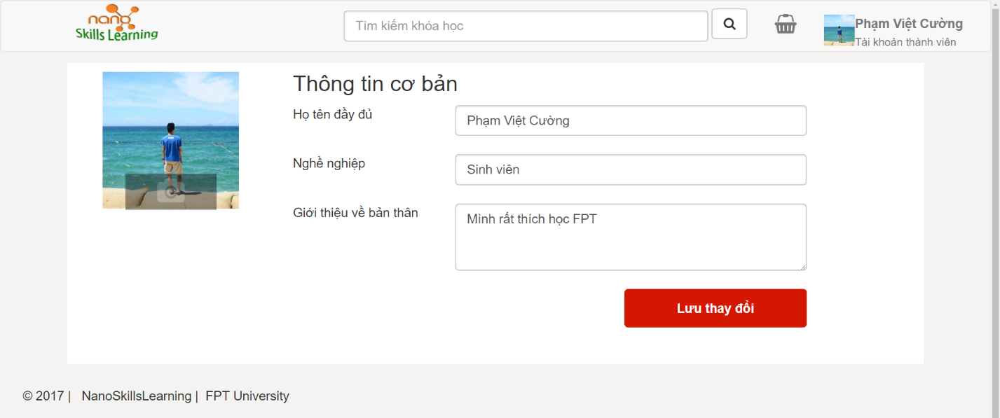 nano
Skills Learning
Tìm kiếm khóa học
Phạm Việt Cường
Tài khoản thành viên
Thông tin cơ bản
Họ tên đầy đủ
Phạm Việt Cường
Nghề nghiệp
Sinh viên
Giới thiệu về bản thân
Mình rất thích học FPT
Lưu thay đổi
© 2017 | NanoSkillsLearning | FPT University